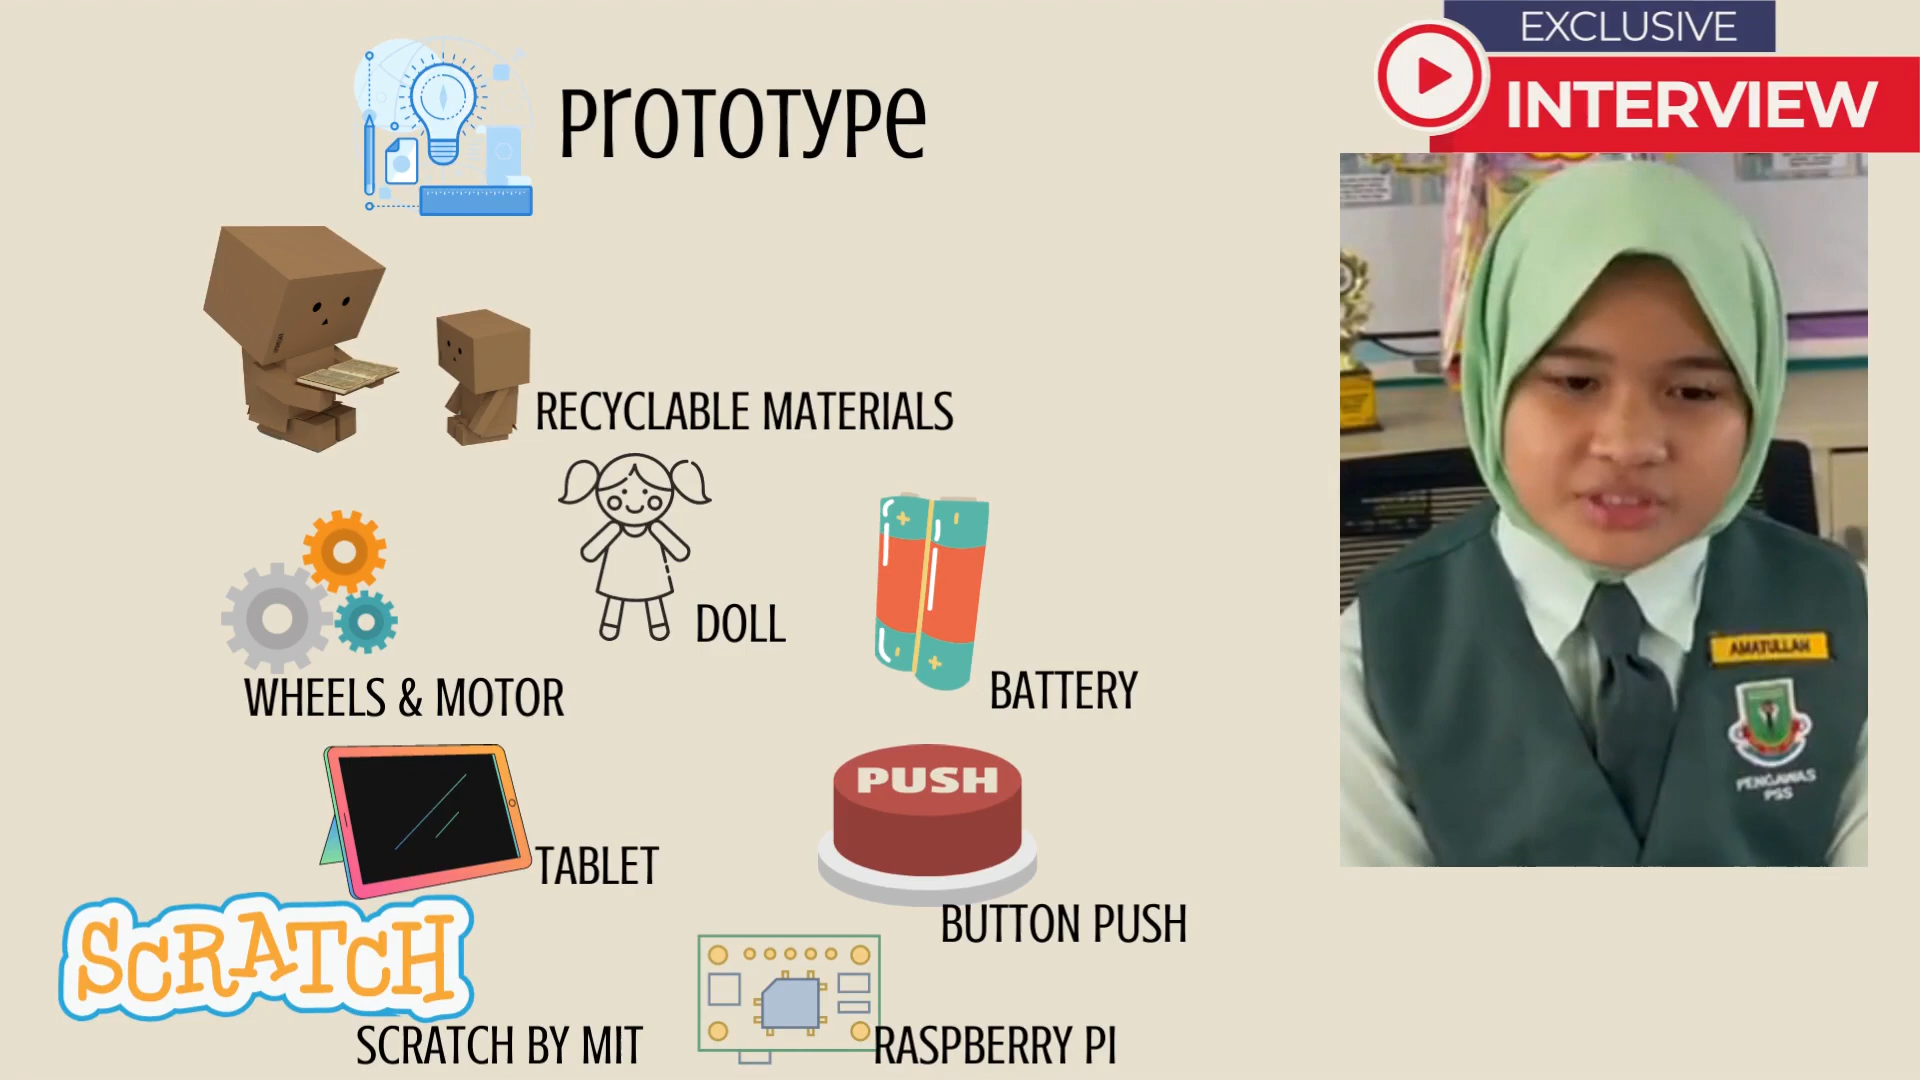 PROTOTYPE
EXCLUSIVE
INTERVIEW
RECYCLABLE MATERIALS
DOLL
BATTERY
WHEELS & MOTOR
PUSH
TABLET
BUTTON PUSH
SCRATCH
SCRATCH BY MIT
RASPBERRY PI
AMATULLAH
PENGAWAS
PSS